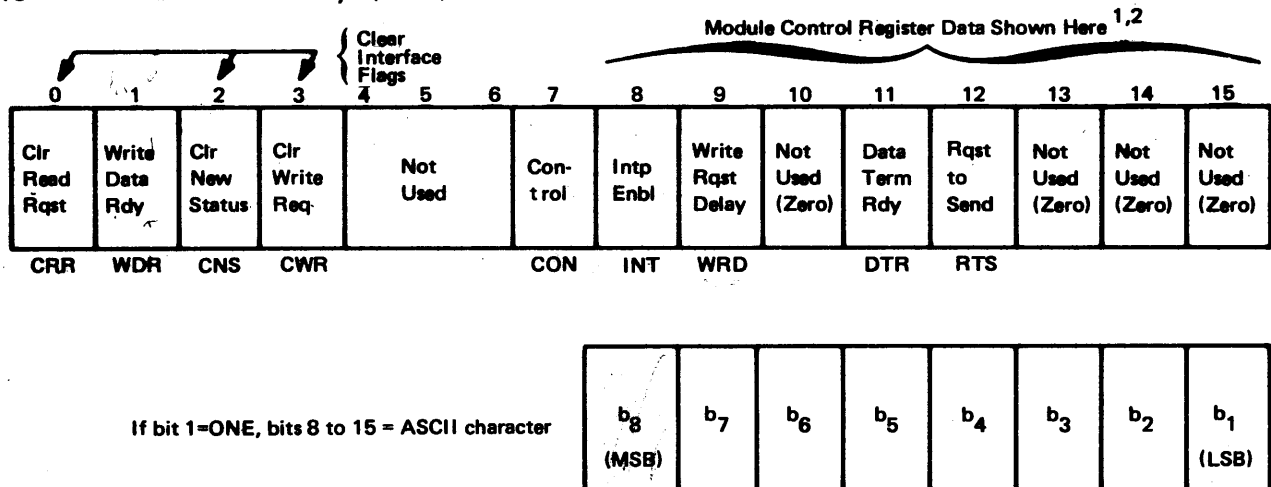 Module Control Register Data Shown Here 1,2
Clear
Interface
Flags
0 1 2 3 4 5 6 7 8 9 10 11 12 13 14 15
Clr Read Rqst
Write Data Rdy
Clr New Status
Clr Write Req
Not Used
Con-trol
Intp Enbl
Write Rqst Delay
Not Used (Zero)
Data Term Rdy
Rqst to Send
Not Used (Zero)
Not Used (Zero)
Not Used (Zero)
CRR WDR CNS CWR CON INT WRD DTR RTS
If bit 1=ONE, bits 8 to 15 = ASCII character
b8 (MSB) b7 b6 b5 b4 b3 b2 b1 (LSB)